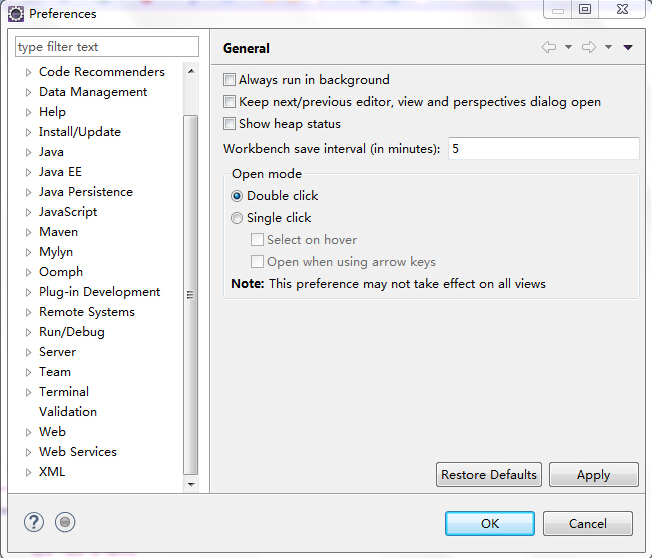 Preferences
type filter text
Code Recommenders
Data Management
Help
Install/Update
Java
Java EE
Java Persistence
JavaScript
Maven
Mylyn
Oomph
Plug-in Development
Remote Systems
Run/Debug
Server
Team
Terminal
Validation
Web
Web Services
XML
General
Always run in background
Keep next/previous editor, view and perspectives dialog open
Show heap status
Workbench save interval (in minutes): 5
Open mode
Double click
Single click
Select on hover
Open when using arrow keys
Note: This preference may not take effect on all views
Restore Defaults Apply
OK Cancel